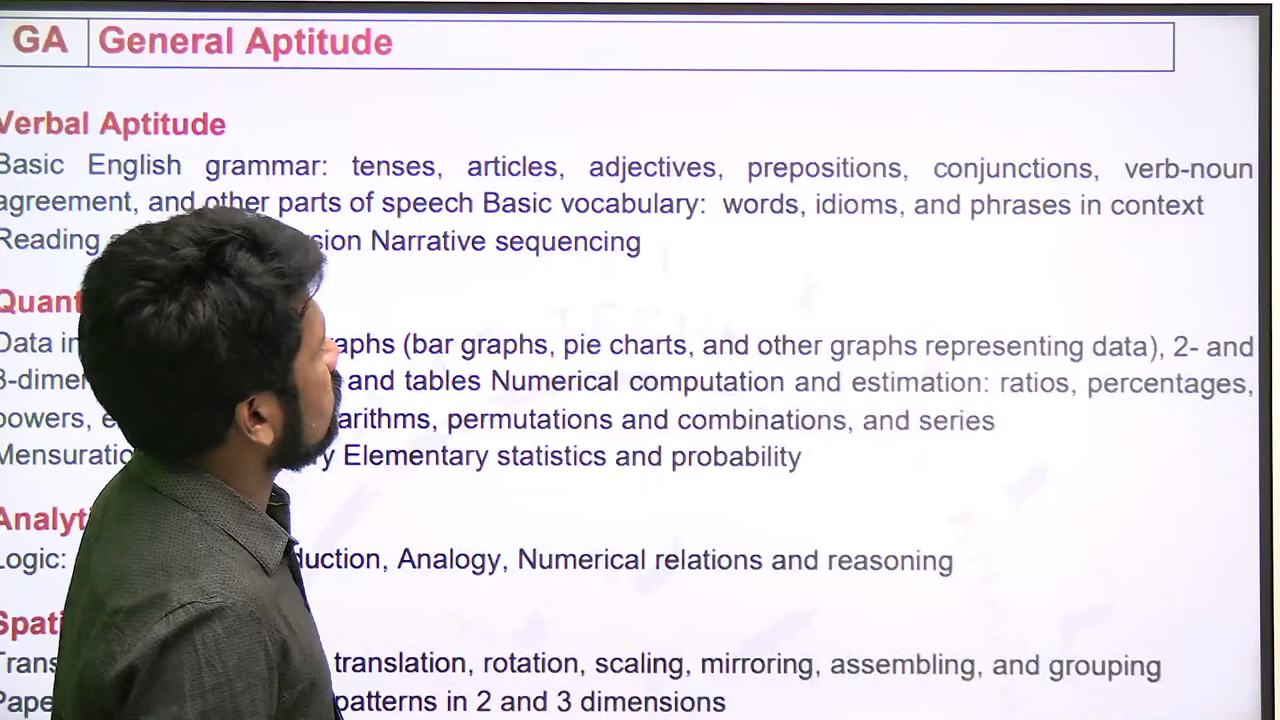 GA General Aptitude
Verbal Aptitude
Basic English grammar: tenses, articles, adjectives, prepositions, conjunctions, verb-noun
agreement, and other parts of speech Basic vocabulary: words, idioms, and phrases in context
Reading sion Narrative sequencing
Quant
Data in aphs (bar graphs, pie charts, and other graphs representing data), 2- and
3-dimen and tables Numerical computation and estimation: ratios, percentages,
powers, e arithms, permutations and combinations, and series
Mensuratio y Elementary statistics and probability
Analyti
Logic: duction, Analogy, Numerical relations and reasoning
Spati
Trans translation, rotation, scaling, mirroring, assembling, and grouping
Pape patterns in 2 and 3 dimensions